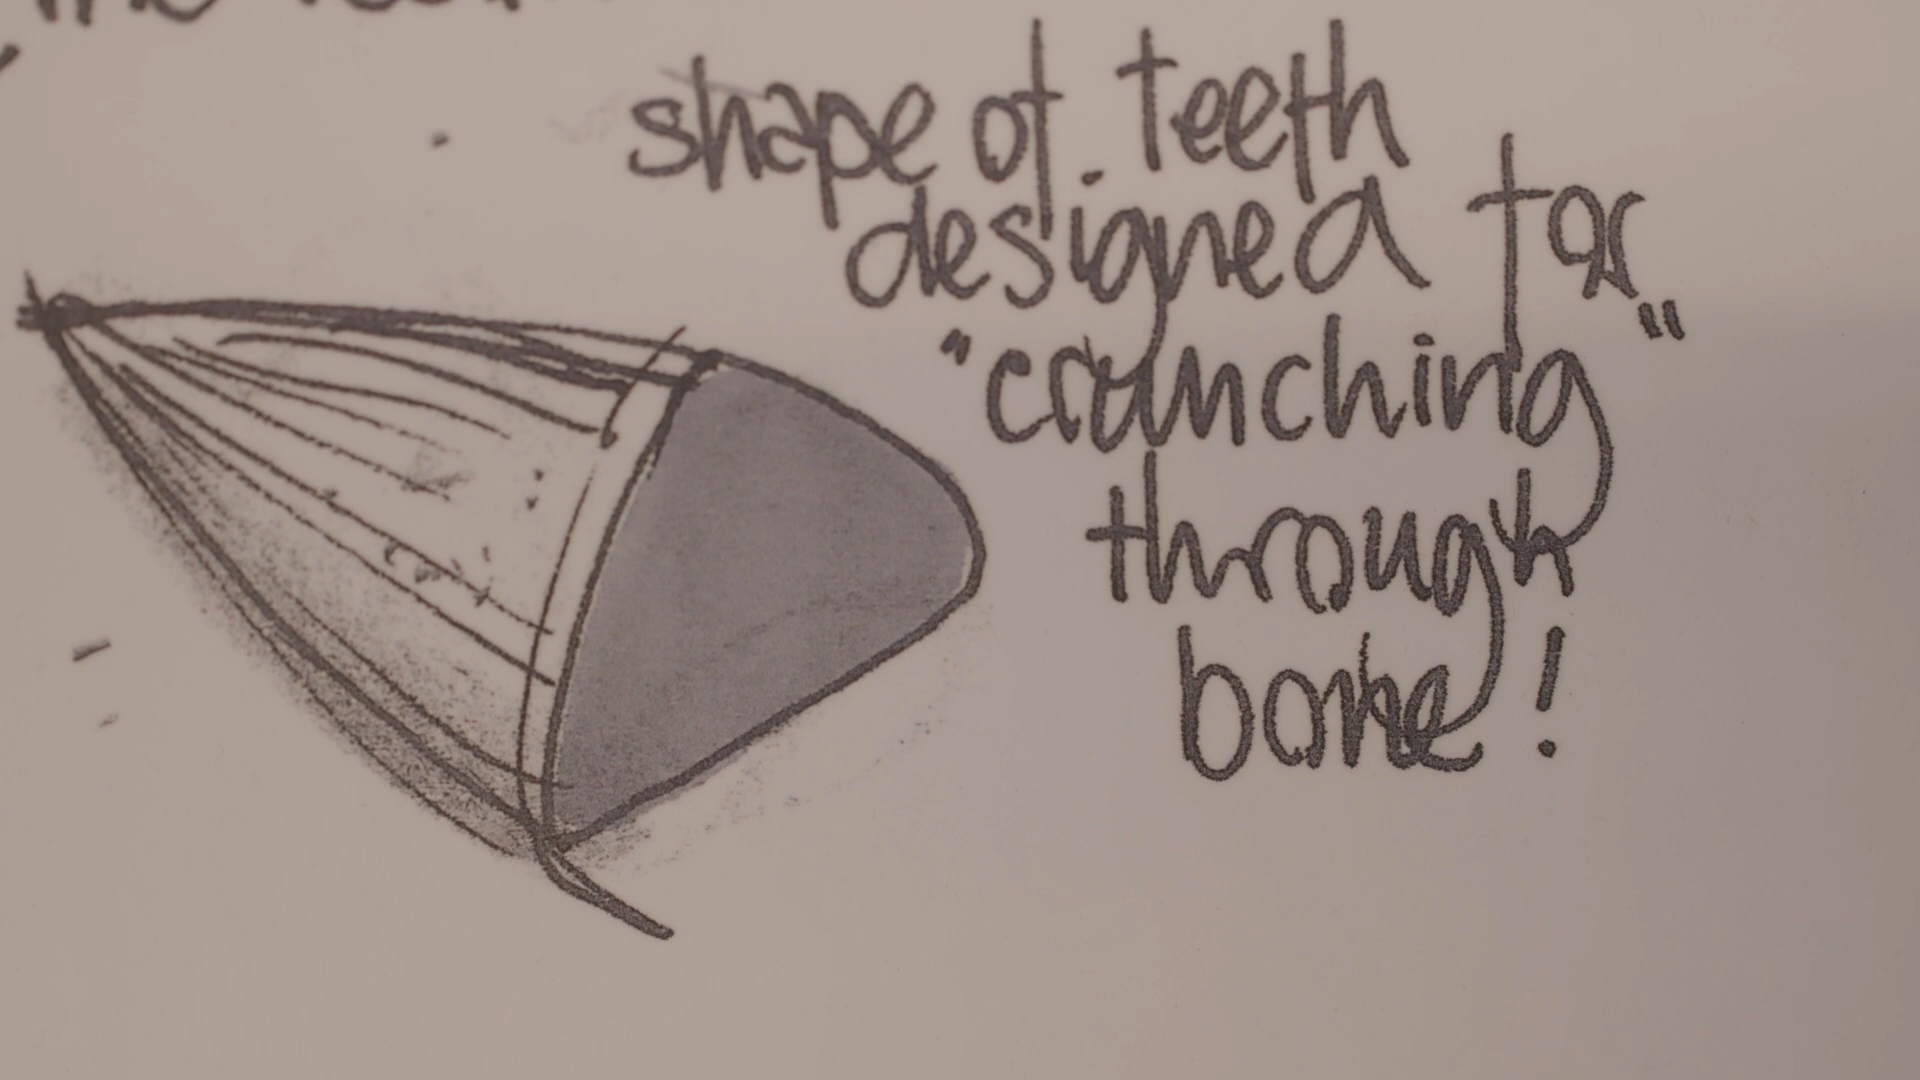 shape of teeth
designed for
"crunching"
through
bone!